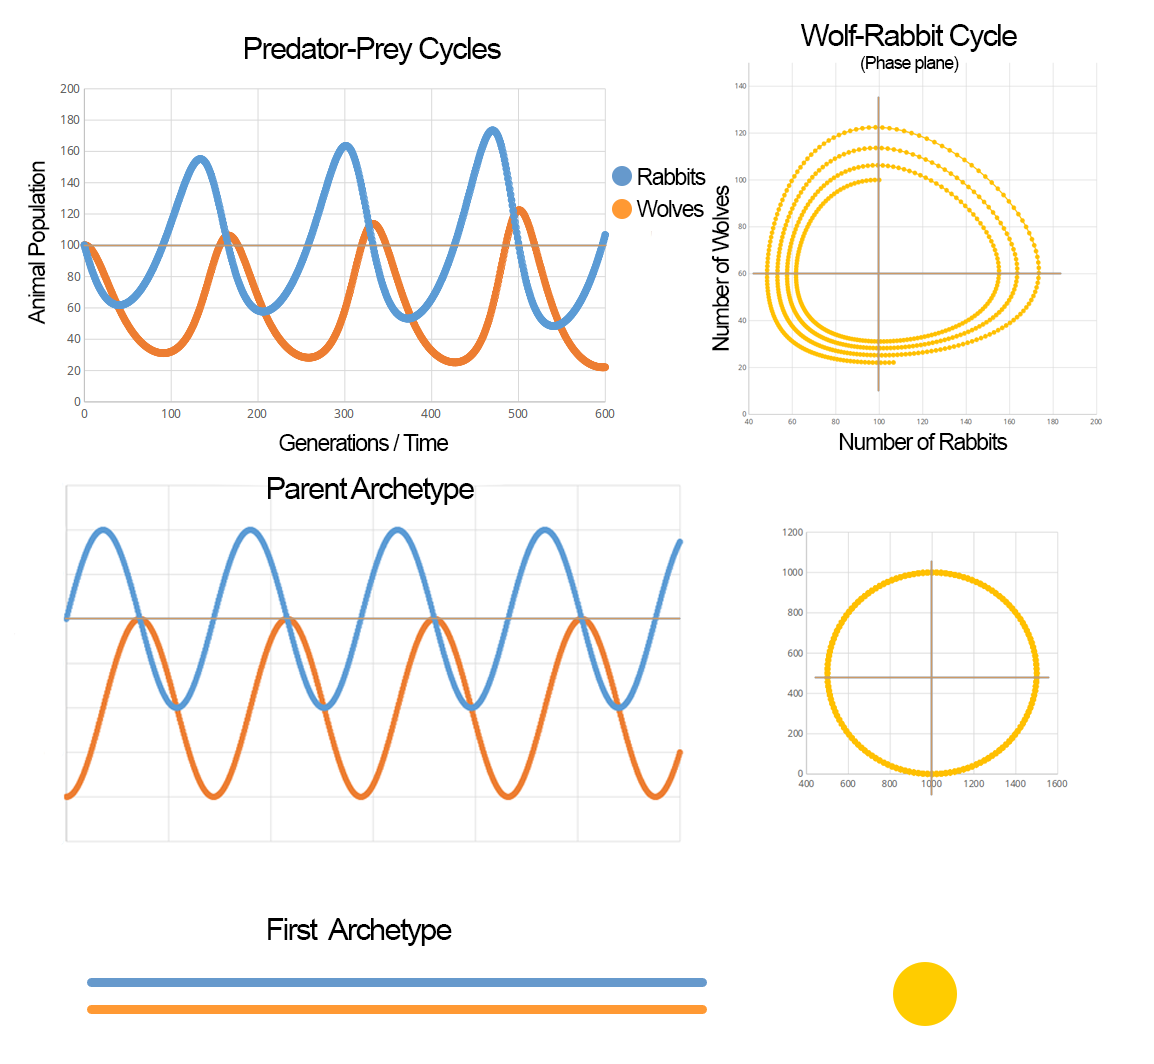 Predator-Prey Cycles
200
180
160
140
120
100
80
60
40
20
0
0 100 200 300 400 500 600
Animal Population
Generations / Time
Rabbits
Wolves
Wolf-Rabbit Cycle
(Phase plane)
140
120
100
80
60
40
20
0
40 60 80 100 120 140 160 180 200
Number of Wolves
Number of Rabbits
Parent Archetype
1200
1000
800
600
400
200
0
400 600 800 1000 1200 1400 1600
First Archetype